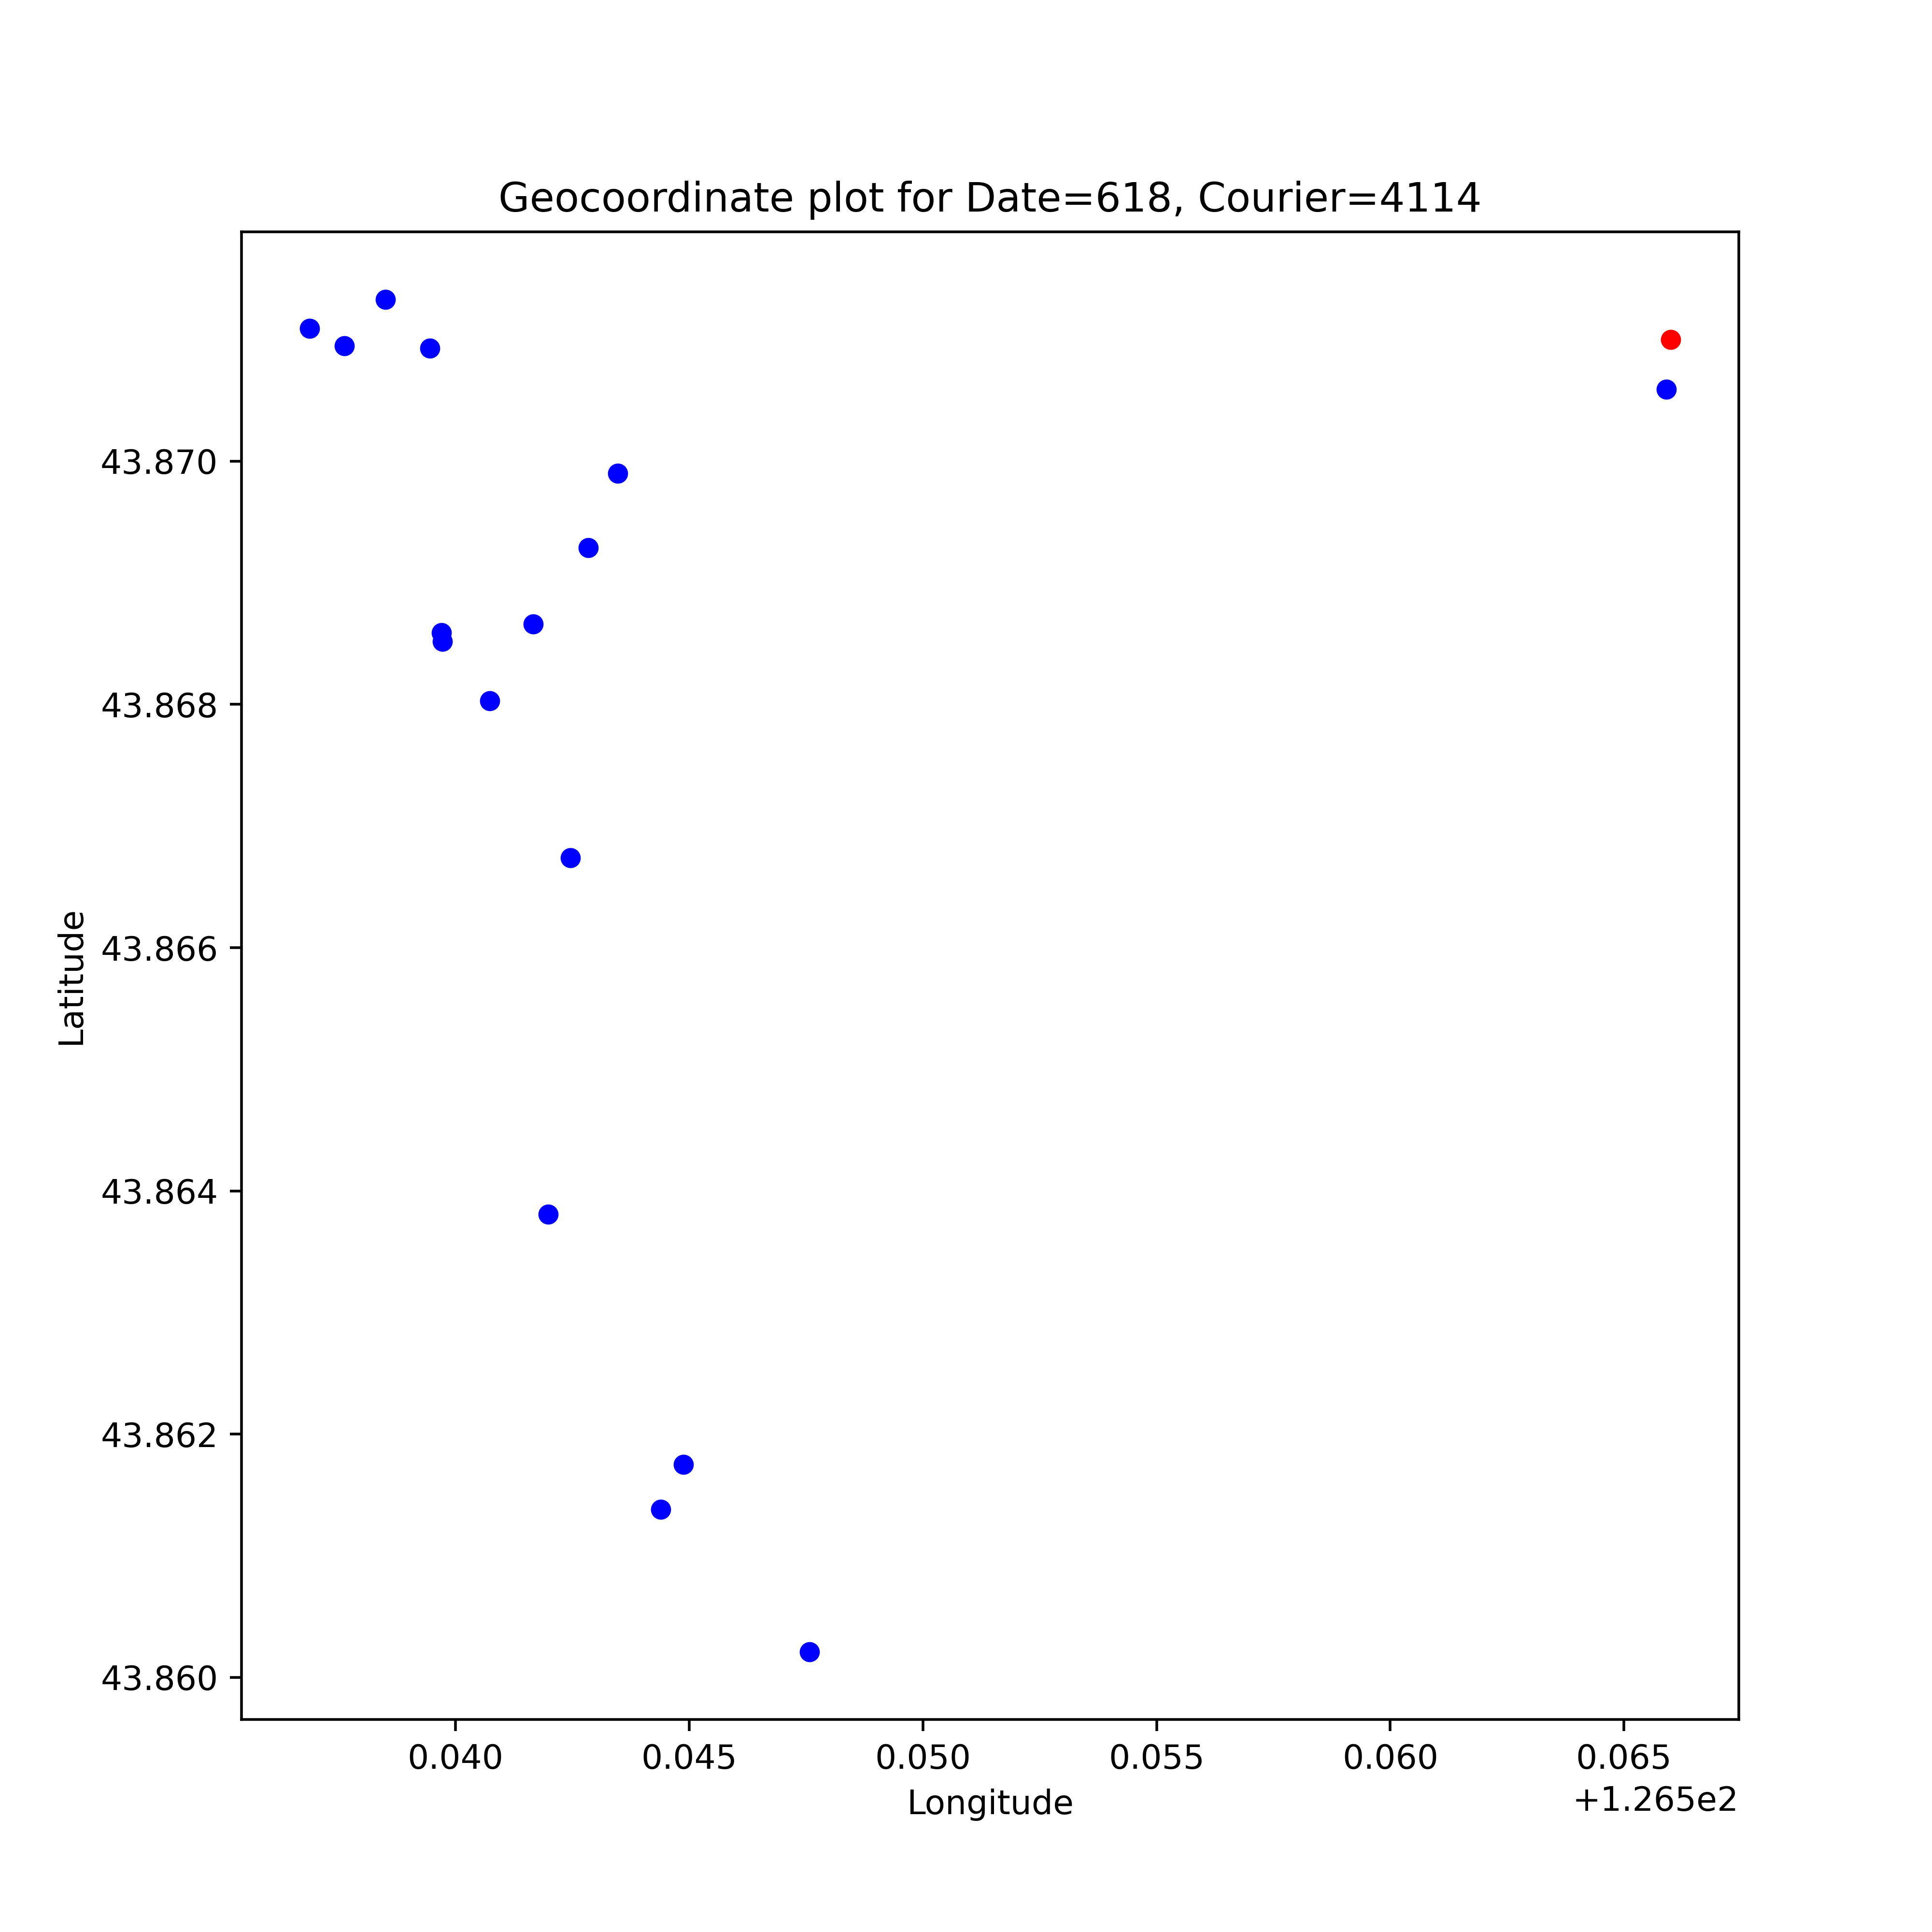 Geocoordinate plot for Date=618, Courier=4114
43.870
43.868
43.866
43.864
43.862
43.860
Latitude
0.040 0.045 0.050 0.055 0.060 0.065
+1.265e2
Longitude